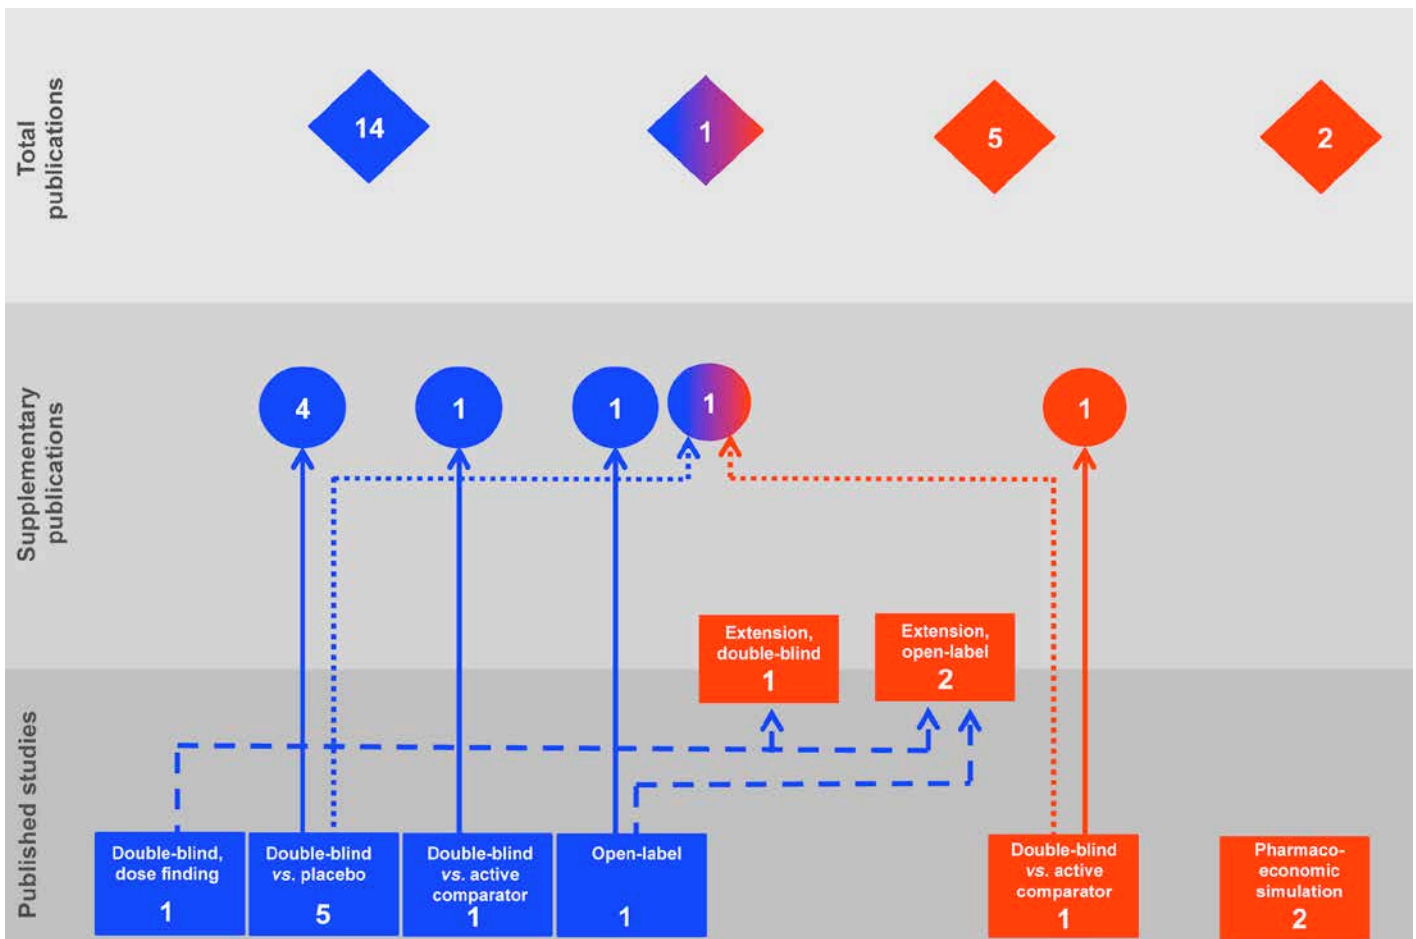 Total
publications
14
1
5
2
Supplementary
publications
4
1
1
1
1
Extension,
double-blind
1
Extension,
open-label
2
Published studies
Double-blind,
dose finding
1
Double-blind
vs. placebo
5
Double-blind
vs. active
comparator
1
Open-label
1
Double-blind
vs. active
comparator
1
Pharmaco-
economic
simulation
2